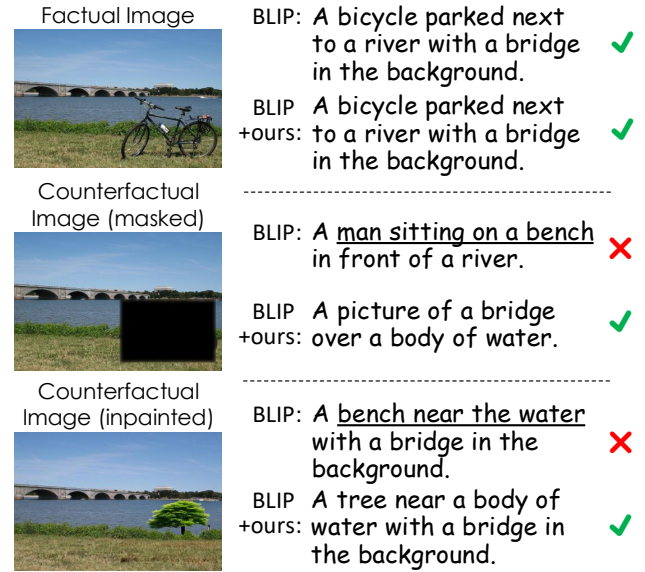 Factual Image
BLIP: A bicycle parked next
to a river with a bridge
in the background.
BLIP A bicycle parked next
+ours: to a river with a bridge
in the background.
Counterfactual
Image (masked)
BLIP: A man sitting on a bench
in front of a river.
BLIP A picture of a bridge
+ours: over a body of water.
Counterfactual
Image (inpainted)
BLIP: A bench near the water
with a bridge in the
background.
BLIP A tree near a body of
+ours: water with a bridge in
the background.